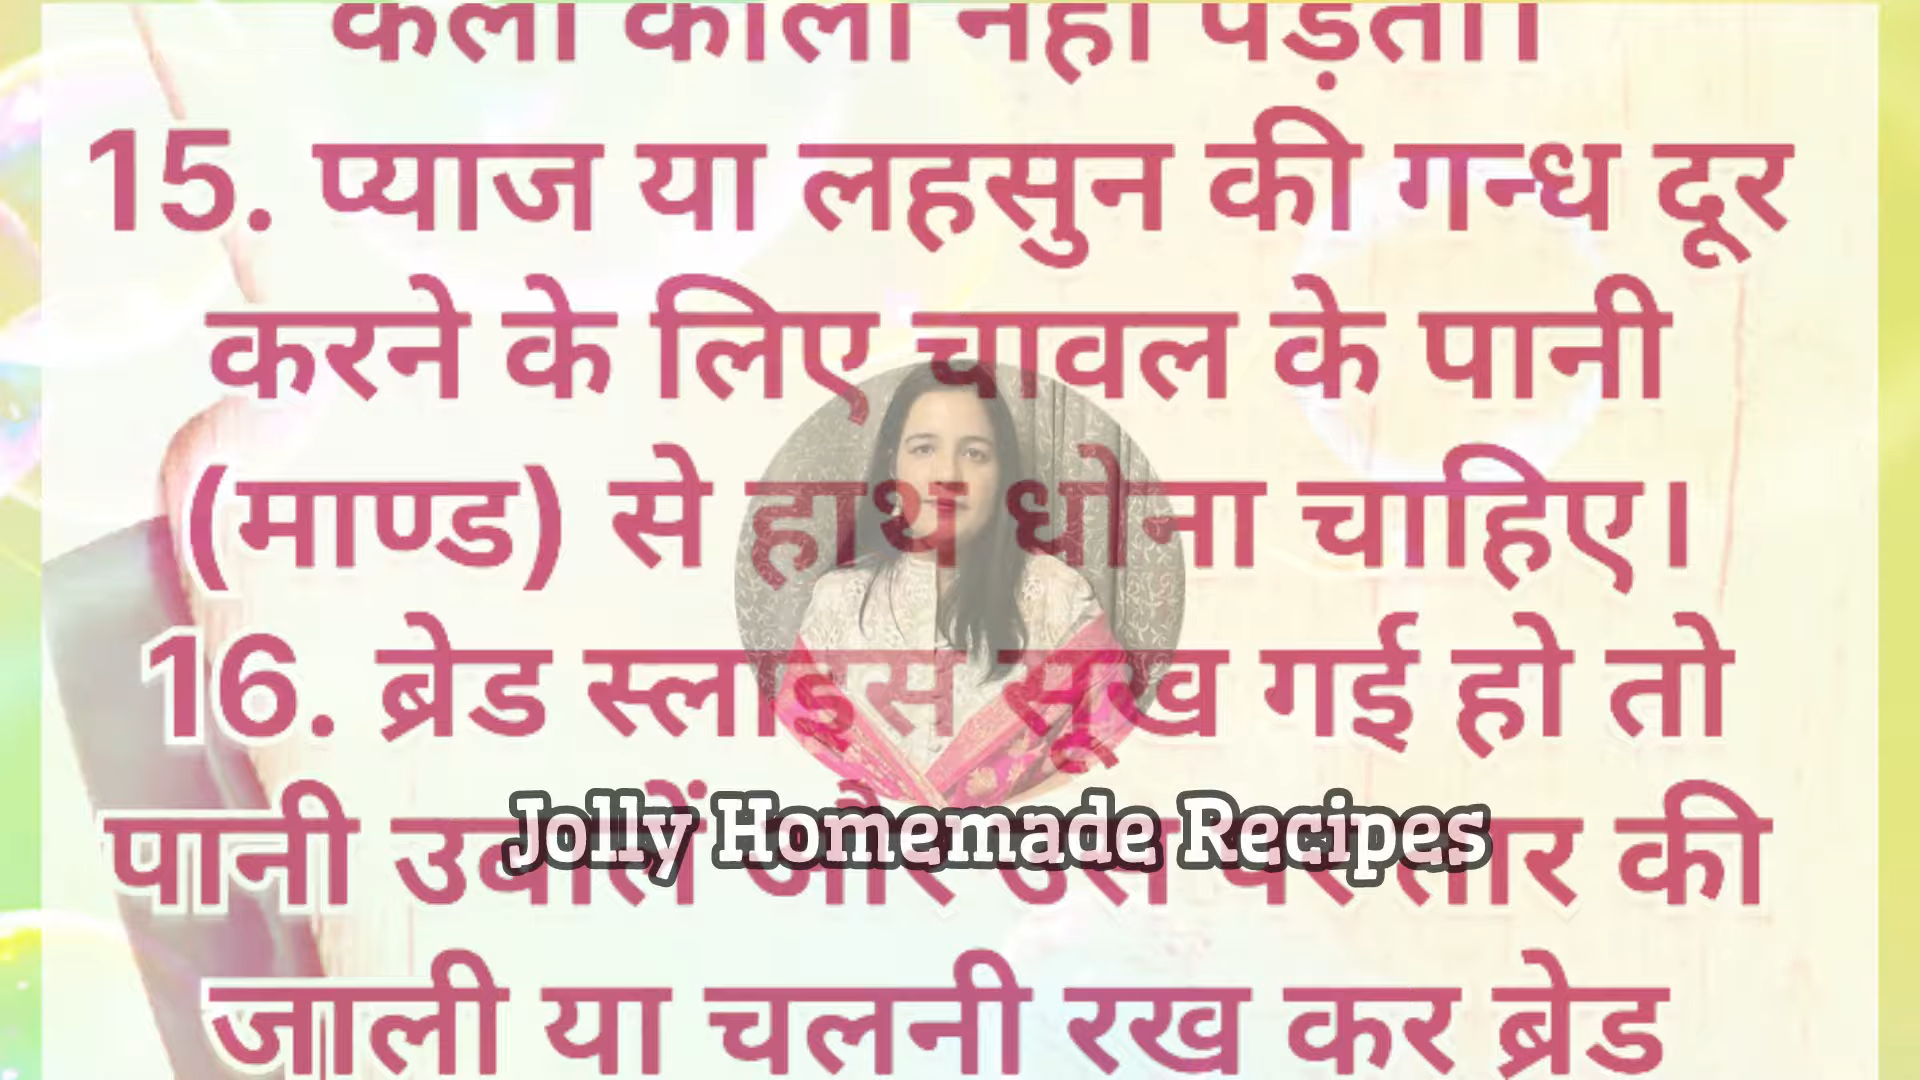 केला काला नहीं पड़ता।
15. प्याज या लहसुन की गन्ध दूर
करने के लिए चावल के पानी
(माण्ड) से हाथ धोना चाहिए।
16. ब्रेड स्लाइस सूख गई हो तो
पानी उबालें और उस पर तार की
Jolly Homemade Recipes
जाली या चलनी रख कर ब्रेड